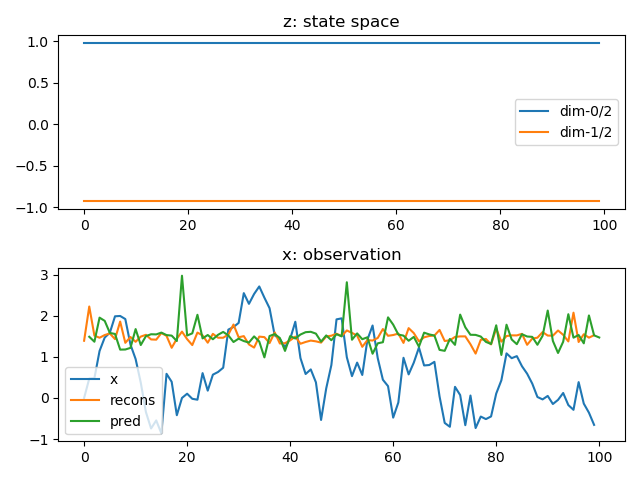 z: state space
1.0
0.5
0.0
−0.5
−1.0
dim-0/2
dim-1/2
0 20 40 60 80 100
x: observation
3
2
1
0
−1
x
recons
pred
0 20 40 60 80 100